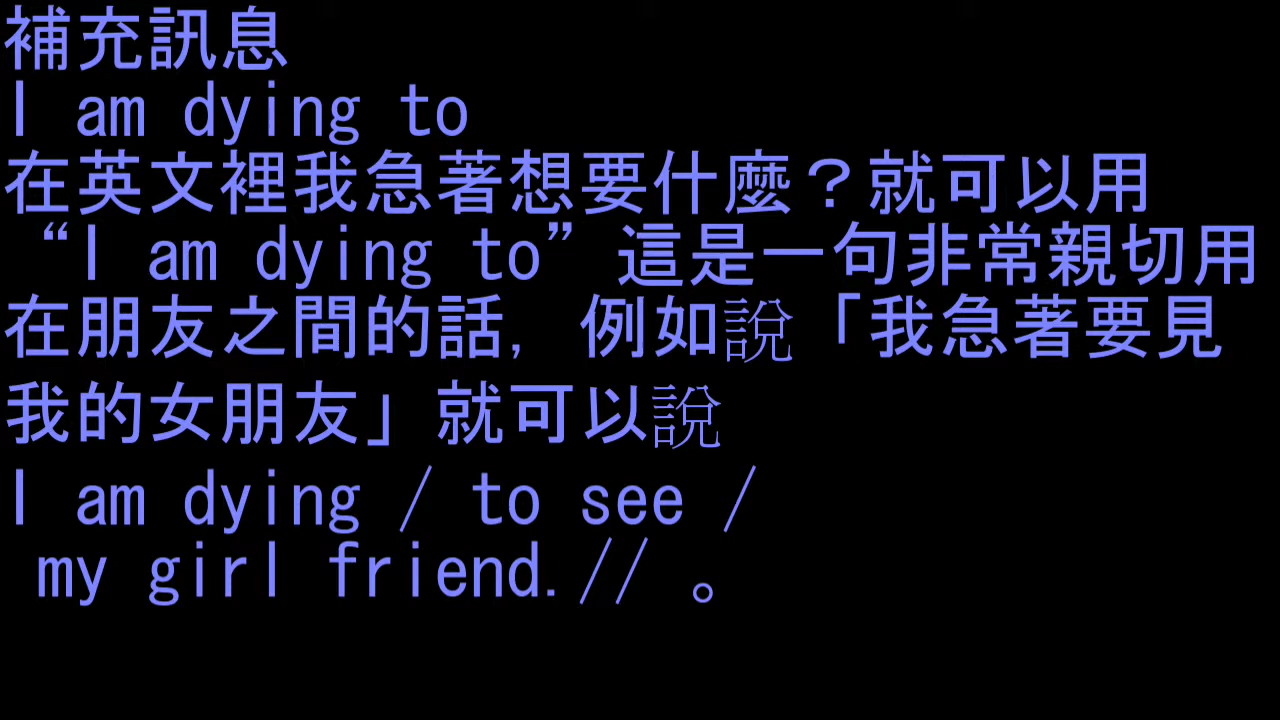 補充訊息
I am dying to
在英文裡我急著想要什麼？就可以用
“I am dying to”這是一句非常親切用
在朋友之間的話, 例如說「我急著要見
我的女朋友」就可以說
I am dying / to see /
my girl friend.// 。